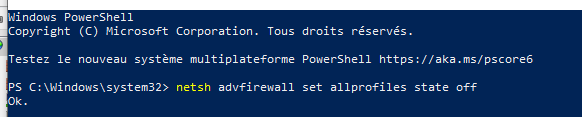 Windows PowerShell
Copyright (C) Microsoft Corporation. Tous droits réservés.
Testez le nouveau système multiplateforme PowerShell https://aka.ms/pscore6
PS C:\Windows\system32> netsh advfirewall set allprofiles state off
Ok.